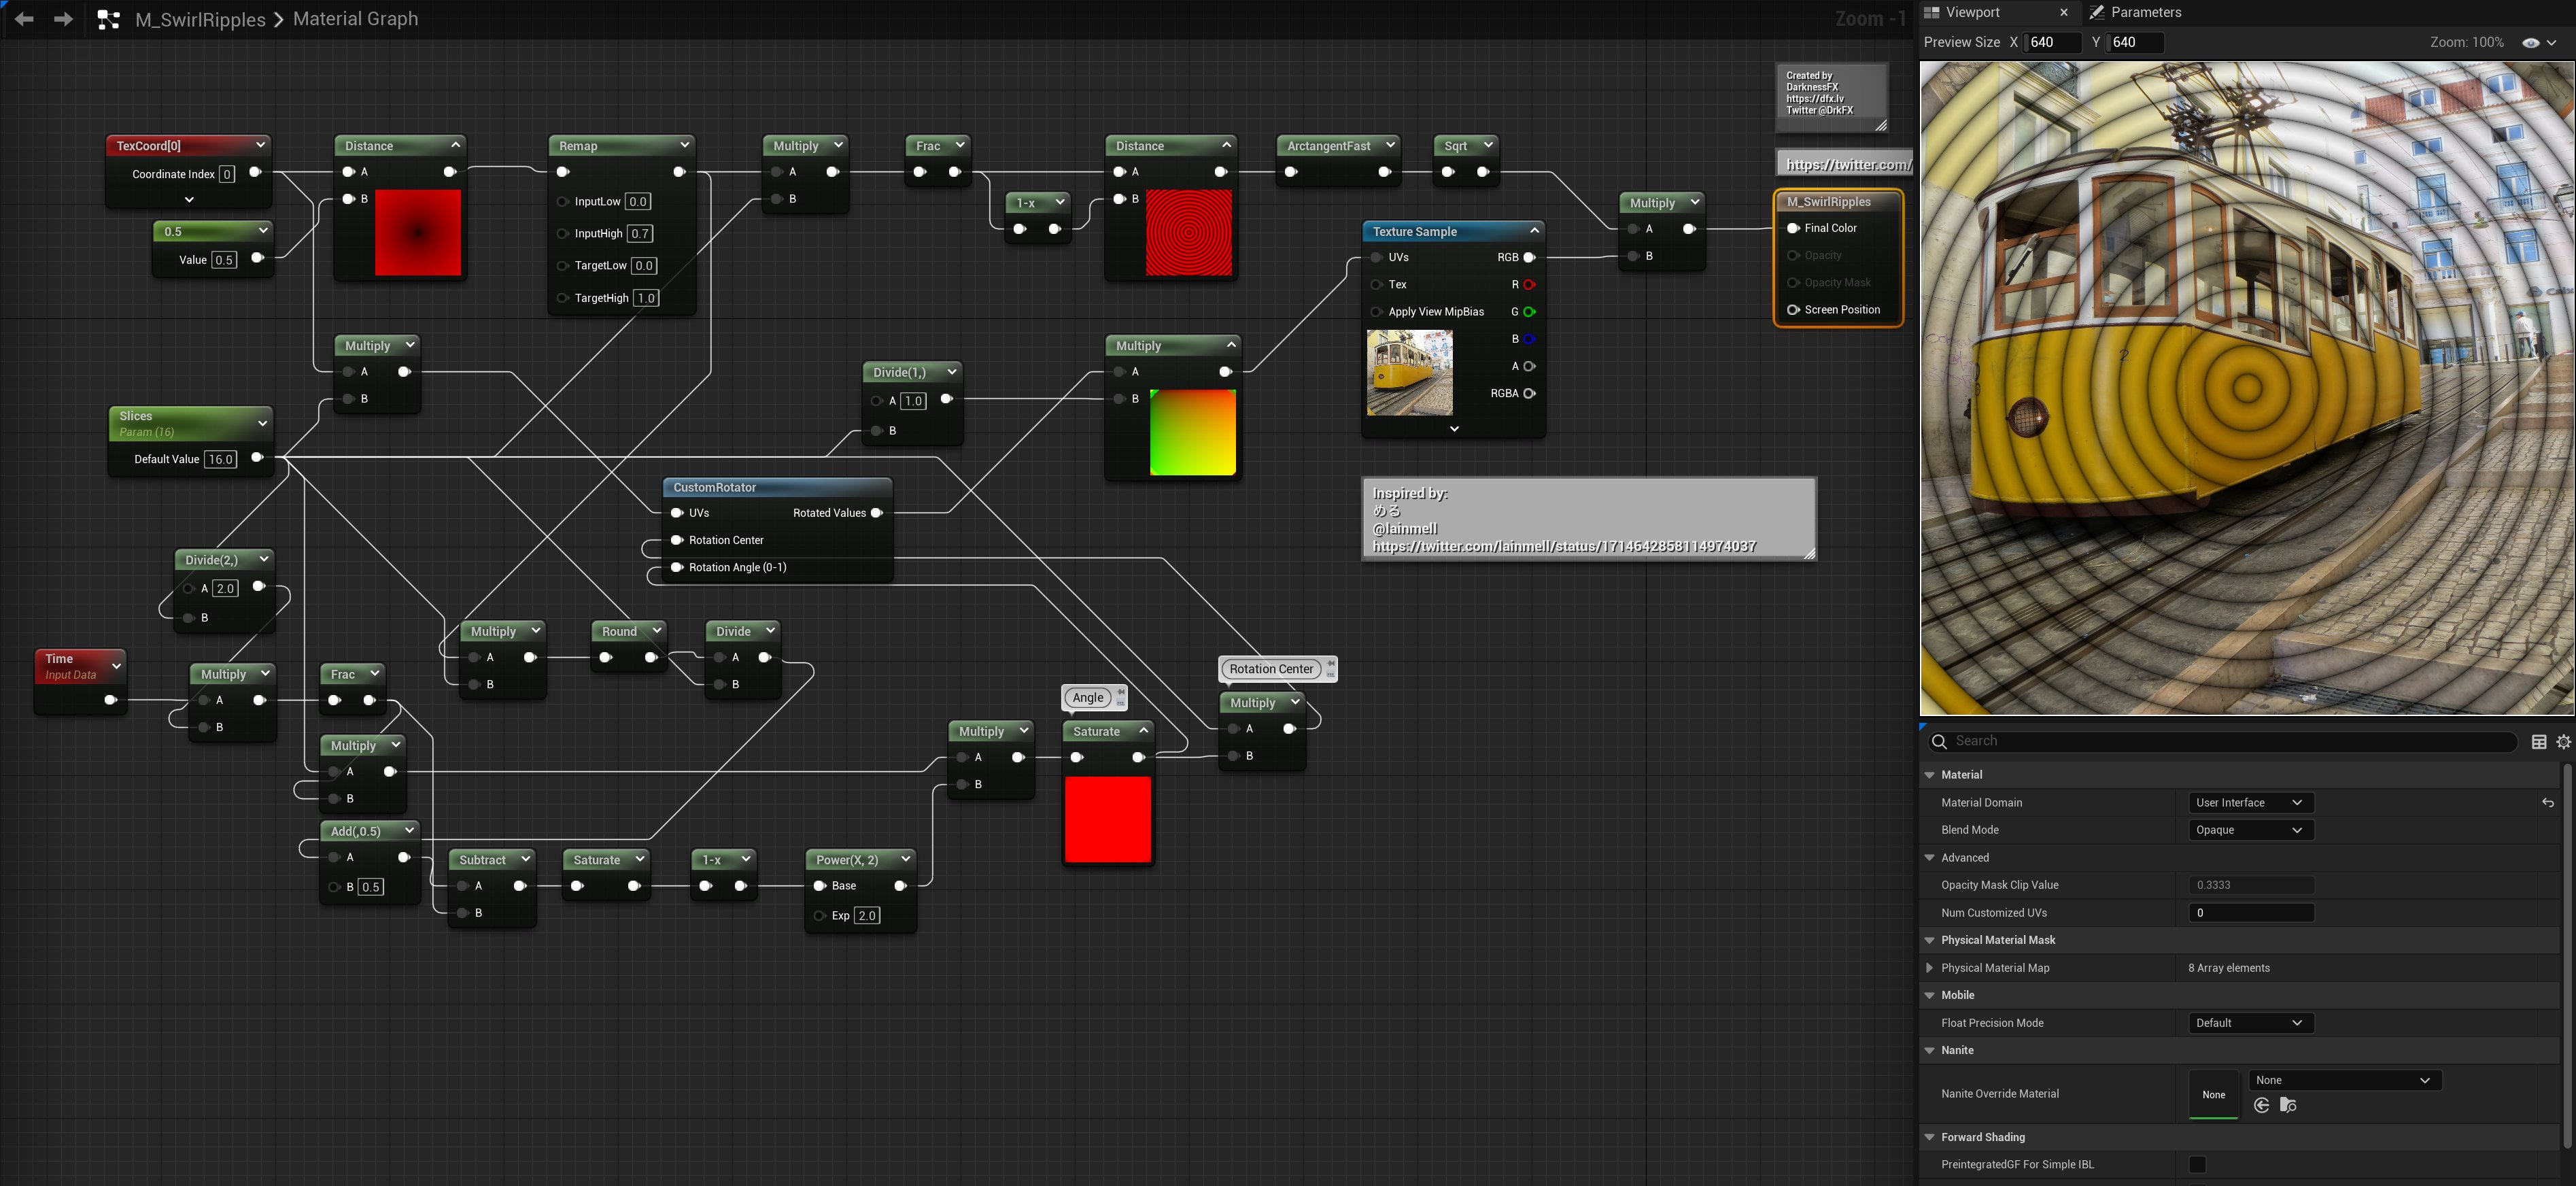 M_SwirlRipples
Material Graph
Zoom -1
Viewport
Parameters
Preview Size X 640 Y 640
Zoom: 100%
Created by
DarknessFX
https://dfx.lv
Twitter @DrkFX
https://twitter.com/
TexCoord[0]
Coordinate Index 0
0.5
Value 0.5
Distance
A
B
Remap
InputLow 0.0
InputHigh 0.7
TargetLow 0.0
TargetHigh 1.0
Multiply
A
B
Frac
1-x
Distance
A
B
ArctangentFast
Sqrt
Texture Sample
UVs
RGB
Tex
R
Apply View MipBias
G
B
A
RGBA
Multiply
A
B
M_SwirlRipples
Final Color
Opacity
Opacity Mask
Screen Position
Multiply
A
B
Slices
Param (16)
Default Value 16.0
Divide(1,)
A 1.0
B
Multiply
A
B
CustomRotator
UVs
Rotated Values
Rotation Center
Rotation Angle (0-1)
Inspired by:
める
@lainmell
https://twitter.com/lainmell/status/1714642858114974037
Divide(2,)
A 2.0
B
Time
Input Data
Multiply
A
B
Frac
Multiply
A
B
Round
Divide
A
B
Multiply
A
B
Add(,0.5)
A
B 0.5
Subtract
A
B
Saturate
1-x
Power(X, 2)
Base
Exp 2.0
Multiply
A
B
Angle
Saturate
Rotation Center
Multiply
A
B
2
Search
Material
Material Domain
User Interface
Blend Mode
Opaque
Advanced
Opacity Mask Clip Value
0.3333
Num Customized UVs
0
Physical Material Mask
Physical Material Map
8 Array elements
Mobile
Float Precision Mode
Default
Nanite
Nanite Override Material
None
None
Forward Shading
PreintegratedGF For Simple IBL